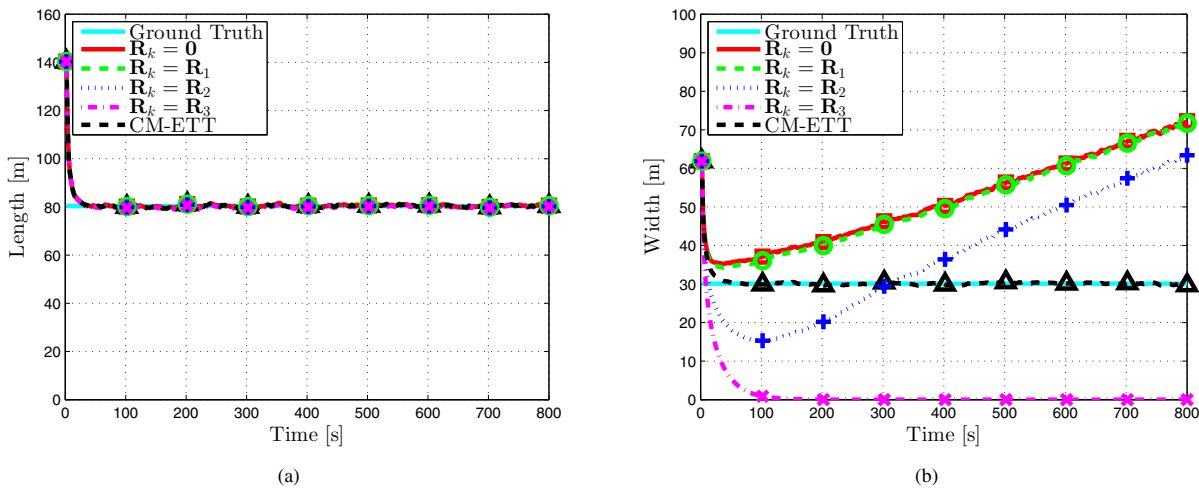 160
140
120
100
80
60
40
20
0
Length [m]
0 100 200 300 400 500 600 700 800
Time [s]
Ground Truth
R_k = 0
R_k = R_1
R_k = R_2
R_k = R_3
CM-ETT
(a)
100
90
80
70
60
50
40
30
20
10
0
Width [m]
0 100 200 300 400 500 600 700 800
Time [s]
Ground Truth
R_k = 0
R_k = R_1
R_k = R_2
R_k = R_3
CM-ETT
(b)